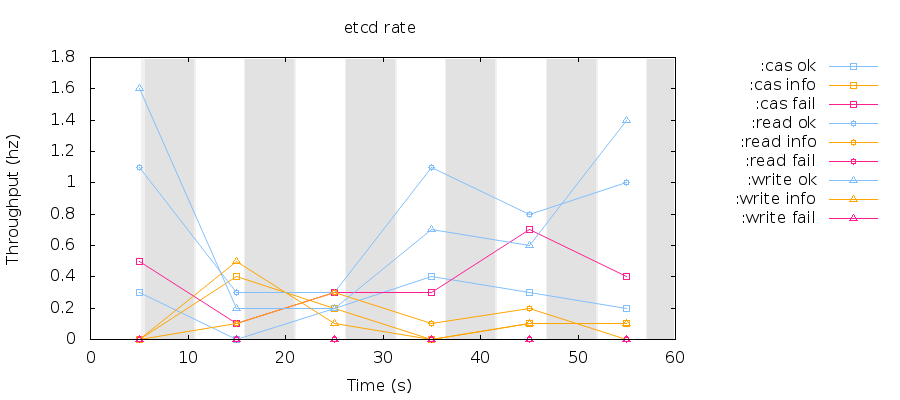 etcd rate
Throughput (hz)
1.8
1.6
1.4
1.2
1
0.8
0.6
0.4
0.2
0
0 10 20 30 40 50 60
Time (s)
:cas ok
:cas info
:cas fail
:read ok
:read info
:read fail
:write ok
:write info
:write fail